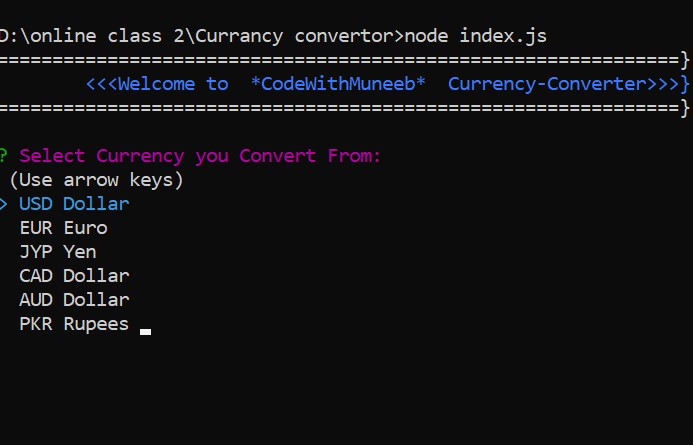 D:\online class 2\Currancy convertor>node index.js
==============================================================}
<<<Welcome to  *CodeWithMuneeb*  Currency-Converter>>>}
==============================================================}
? Select Currency you Convert From:
(Use arrow keys)
> USD Dollar
EUR Euro
JYP Yen
CAD Dollar
AUD Dollar
PKR Rupees